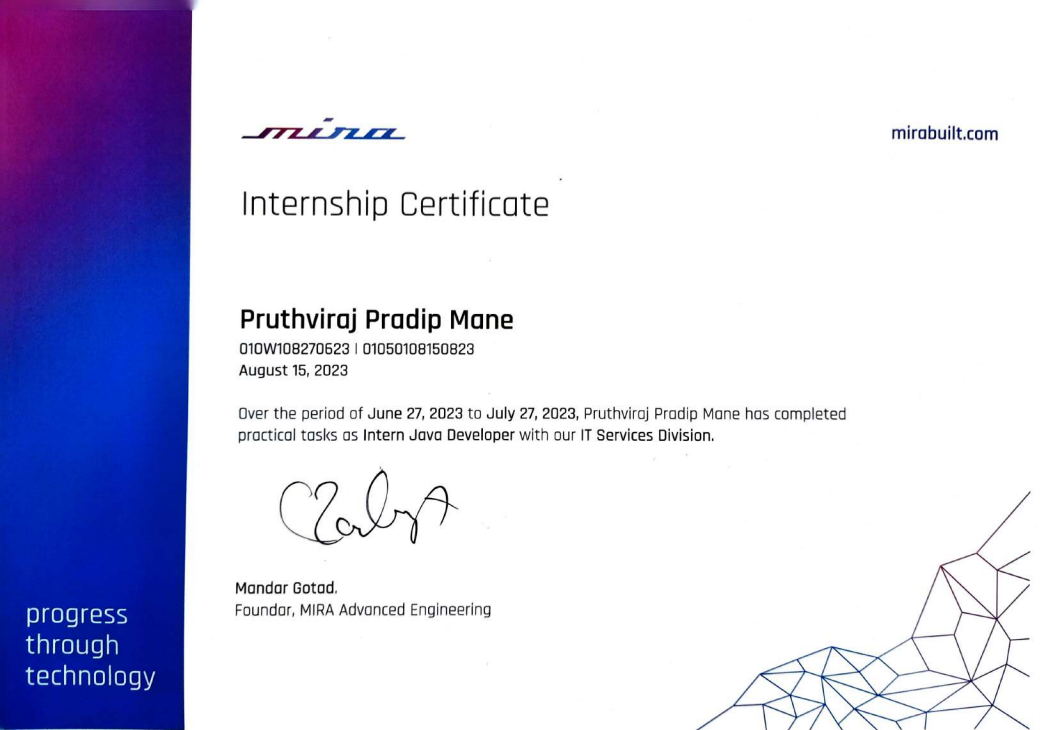 mira
mirabuilt.com
Internship Certificate
Pruthviraj Pradip Mane
010W108270623 | 01050108150823
August 15, 2023
Over the period of June 27, 2023 to July 27, 2023, Pruthviraj Pradip Mane has completed
practical tasks as Intern Java Developer with our IT Services Division.
Mandar Gotad.
Foundar, MIRA Advanced Engineering
progress
through
technology